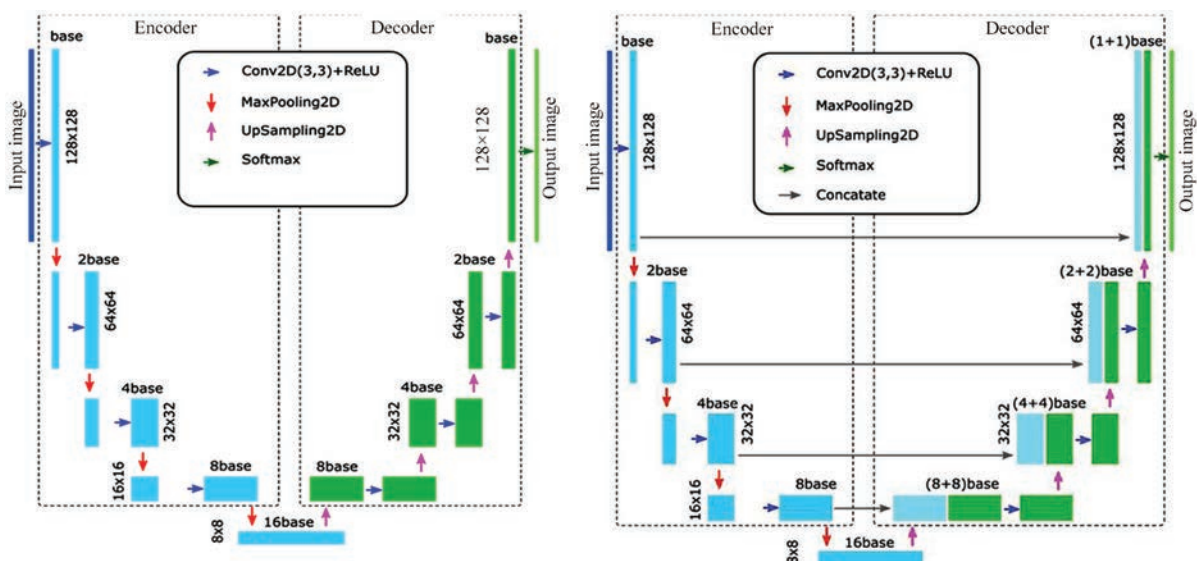 Encoder
Decoder
base
base
Input image
128x128
Conv2D(3,3)+ReLU
MaxPooling2D
UpSampling2D
Softmax
128×128
Output image
2base
64x64
2base
64x64
4base
32x32
4base
32x32
16x16
8base
8base
8x8
16base
Encoder
Decoder
base
(1+1)base
Input image
128x128
Conv2D(3,3)+ReLU
MaxPooling2D
UpSampling2D
Softmax
Concatate
128x128
Output image
2base
64x64
(2+2)base
64x64
4base
32x32
(4+4)base
32x32
16x16
8base
(8+8)base
8x8
16base